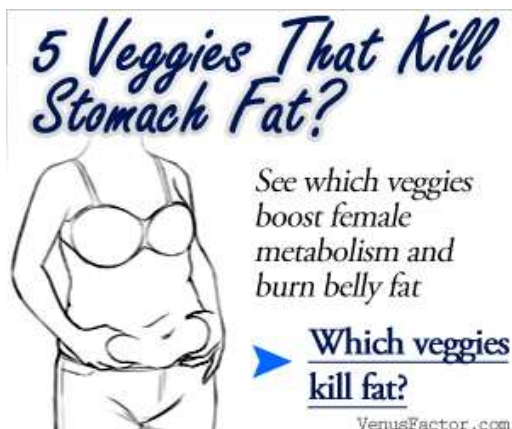 5 Veggies That Kill
Stomach Fat?
See which veggies
boost female
metabolism and
burn belly fat
Which veggies
kill fat?
VenusFactor.com